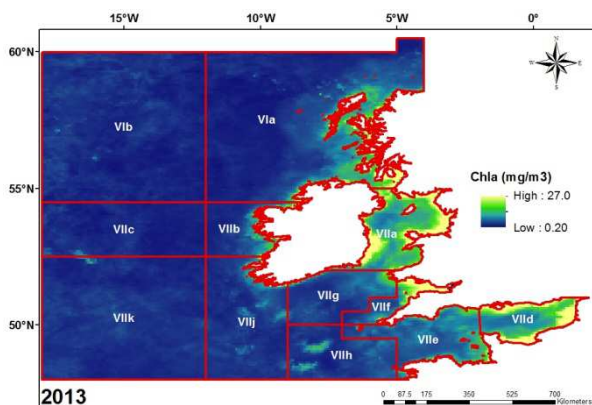 15°W 10°W 5°W 0°
N
W E
S
60°N
VIb
VIa
Chla (mg/m3)
High : 27.0
Low : 0.20
55°N
VIIc
VIIb
VIIa
VIIg
VIIk
VIIj
VIIf
VIId
50°N
VIIe
VIIh
2013
0 87.5 175 350 525 700
Kilometers